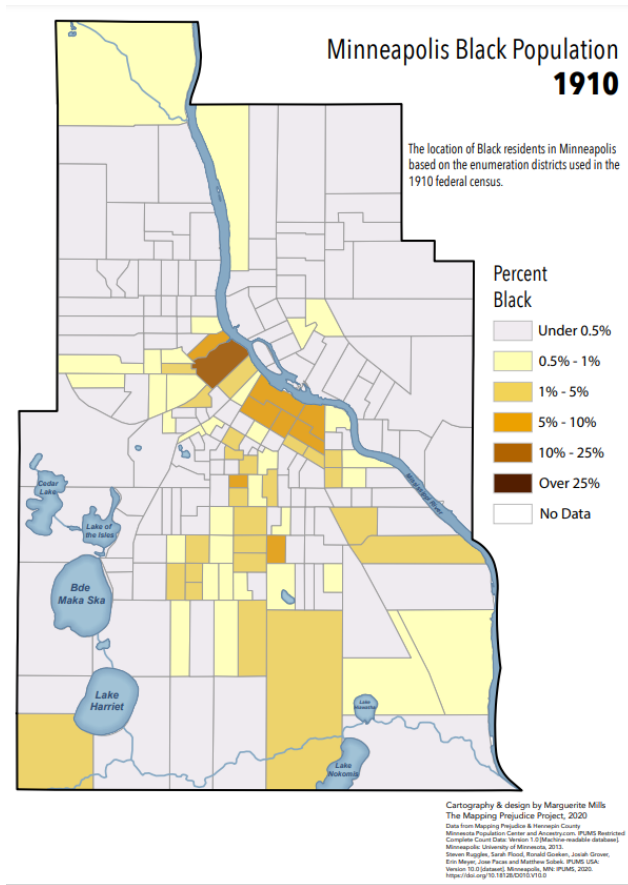 Minneapolis Black Population
1910
The location of Black residents in Minneapolis
based on the enumeration districts used in the
1910 federal census.
Percent
Black
Under 0.5%
0.5% - 1%
1% - 5%
5% - 10%
10% - 25%
Over 25%
No Data
Cedar
Lake
Lake of
the Isles
Mississippi River
Bde
Maka Ska
Lake
Harriet
Lake
Lake
Nokomis
Cartography & design by Marguerite Mills
The Mapping Prejudice Project, 2020
Data from Mapping Prejudice & Hennepin County
Minnesota Population Center and Ancestry.com. IPUMS Restricted
Complete Count Data: Version 1.0 [Machine-readable database].
Minneapolis: University of Minnesota, 2013.
Steven Ruggles, Sarah Flood, Ronald Goeken, Josiah Grover,
Erin Meyer, Jose Pacas and Matthew Sobek. IPUMS USA:
Version 10.0 [dataset]. Minneapolis, MN: IPUMS, 2020.
https://doi.org/10.18128/D010.V10.0